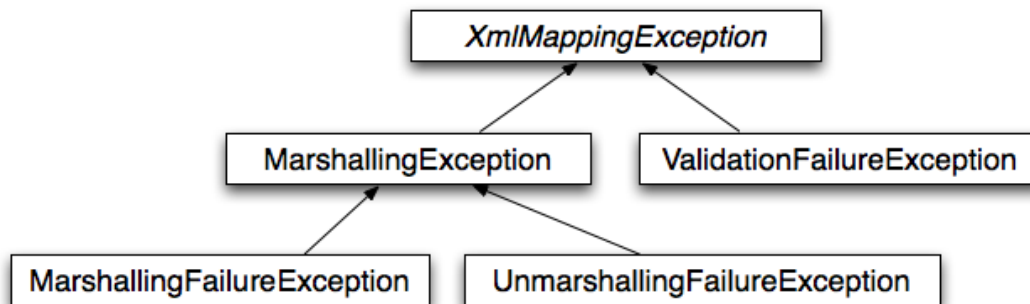 XmlMappingException
MarshallingException
ValidationFailureException
MarshallingFailureException
UnmarshallingFailureException